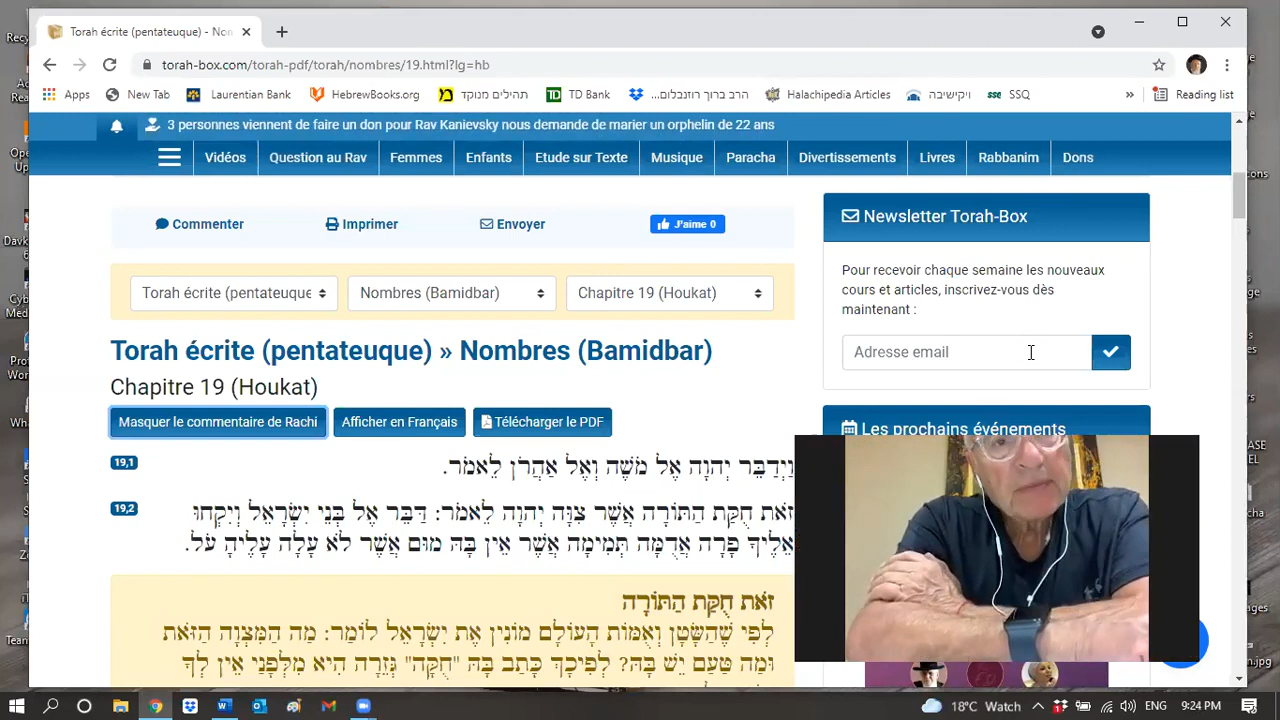 Torah écrite (pentateuque) - Non
torah-box.com/torah-pdf/torah/nombres/19.html?lg=hb
Apps New Tab Laurentian Bank HebrewBooks.org תהילים מנוקד TD Bank הרב ברוך רוזנבלום... Halachipedia Articles ויקישיבה sse SSQ » Reading list
3 personnes viennent de faire un don pour Rav Kanievsky nous demande de marier un orphelin de 22 ans
Vidéos Question au Rav Femmes Enfants Etude sur Texte Musique Paracha Divertissements Livres Rabbanim Dons
Commenter Imprimer Envoyer J'aime 0
Newsletter Torah-Box
Pour recevoir chaque semaine les nouveaux
cours et articles, inscrivez-vous dès
maintenant :
Adresse email
Torah écrite (pentateuque Nombres (Bamidbar) Chapitre 19 (Houkat)
Torah écrite (pentateuque) » Nombres (Bamidbar)
Chapitre 19 (Houkat)
Masquer le commentaire de Rachi Afficher en Français Télécharger le PDF
Les prochains événements
19,1
וַיְדַבֵּר יְהוָה אֶל מֹשֶׁה וְאֶל אַהֲרֹן לֵאמֹר.
19,2
זֹאת חֻקַּת הַתּוֹרָה אֲשֶׁר צִוָּה יְהוָה לֵאמֹר: דַּבֵּר אֶל בְּנֵי יִשְׂרָאֵל וְיִקְחוּ
אֵלֶיךָ פָרָה אֲדֻמָּה תְּמִימָה אֲשֶׁר אֵין בָּהּ מוּם אֲשֶׁר לֹא עָלָה עָלֶיהָ עֹל.
זֹאת חֻקַּת הַתּוֹרָה
לְפִי שֶׁהַשָּׂטָן וְאֻמּוֹת הָעוֹלָם מוֹנִין אֶת יִשְׂרָאֵל לוֹמַר: מַה הַמִּצְוָה הַזֹּאת
וּמַה טַּעַם יֵשׁ בָּהּ? לְפִיכָךְ כָּתַב בָּהּ "חֻקָּה" גְּזֵרָה הִיא מִלְּפָנַי אֵין לְךָ
18°C Watch ENG 9:24 PM